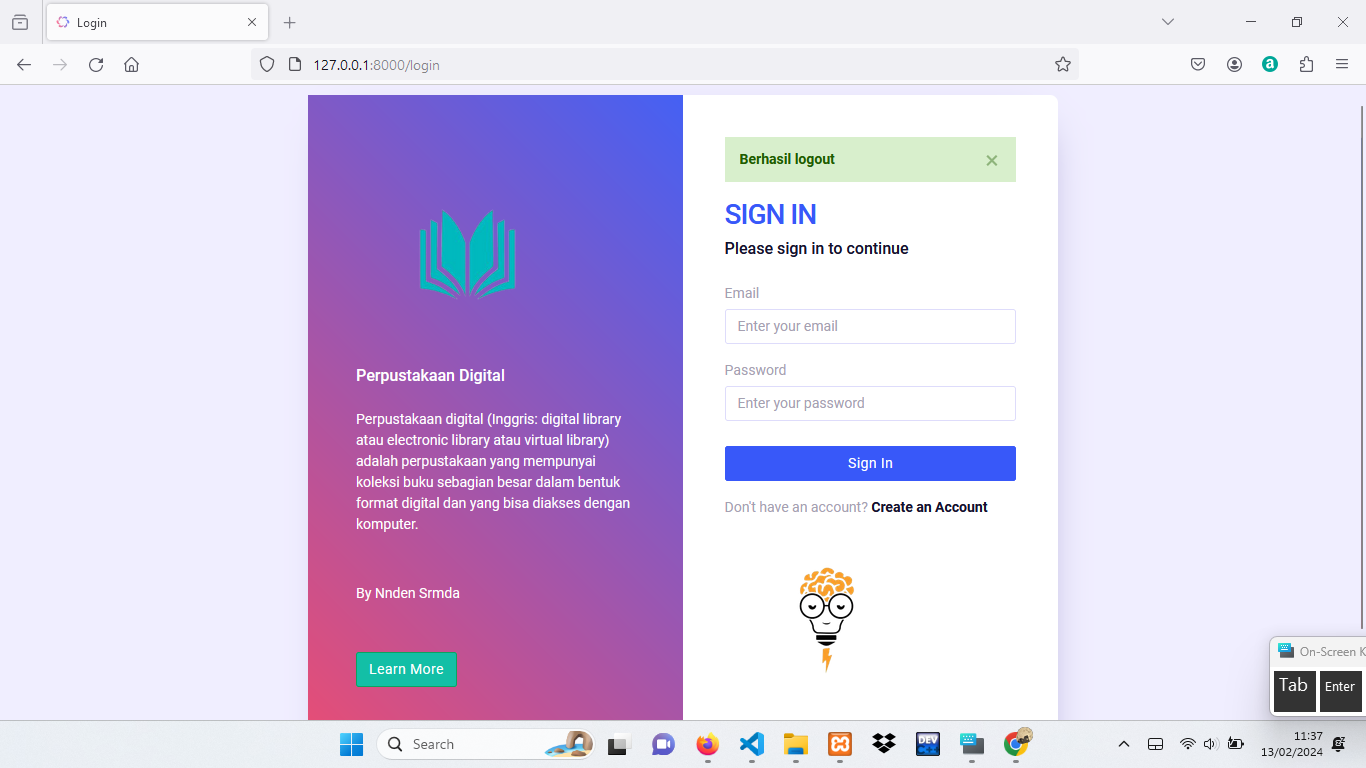 Login
127.0.0.1:8000/login
Berhasil logout
SIGN IN
Please sign in to continue
Email
Enter your email
Password
Enter your password
Sign In
Don't have an account? Create an Account
Perpustakaan Digital
Perpustakaan digital (Inggris: digital library
atau electronic library atau virtual library)
adalah perpustakaan yang mempunyai
koleksi buku sebagian besar dalam bentuk
format digital dan yang bisa diakses dengan
komputer.
By Nnden Srmda
Learn More
On-Screen K
Tab
Enter
Search
DEV
11:37
13/02/2024